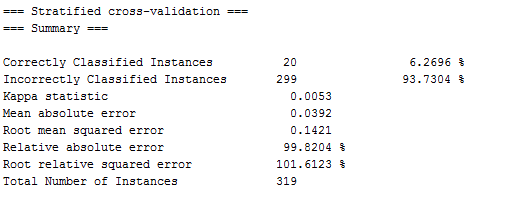 === Stratified cross-validation ===
=== Summary ===
Correctly Classified Instances 20 6.2696 %
Incorrectly Classified Instances 299 93.7304 %
Kappa statistic 0.0053
Mean absolute error 0.0392
Root mean squared error 0.1421
Relative absolute error 99.8204 %
Root relative squared error 101.6123 %
Total Number of Instances 319